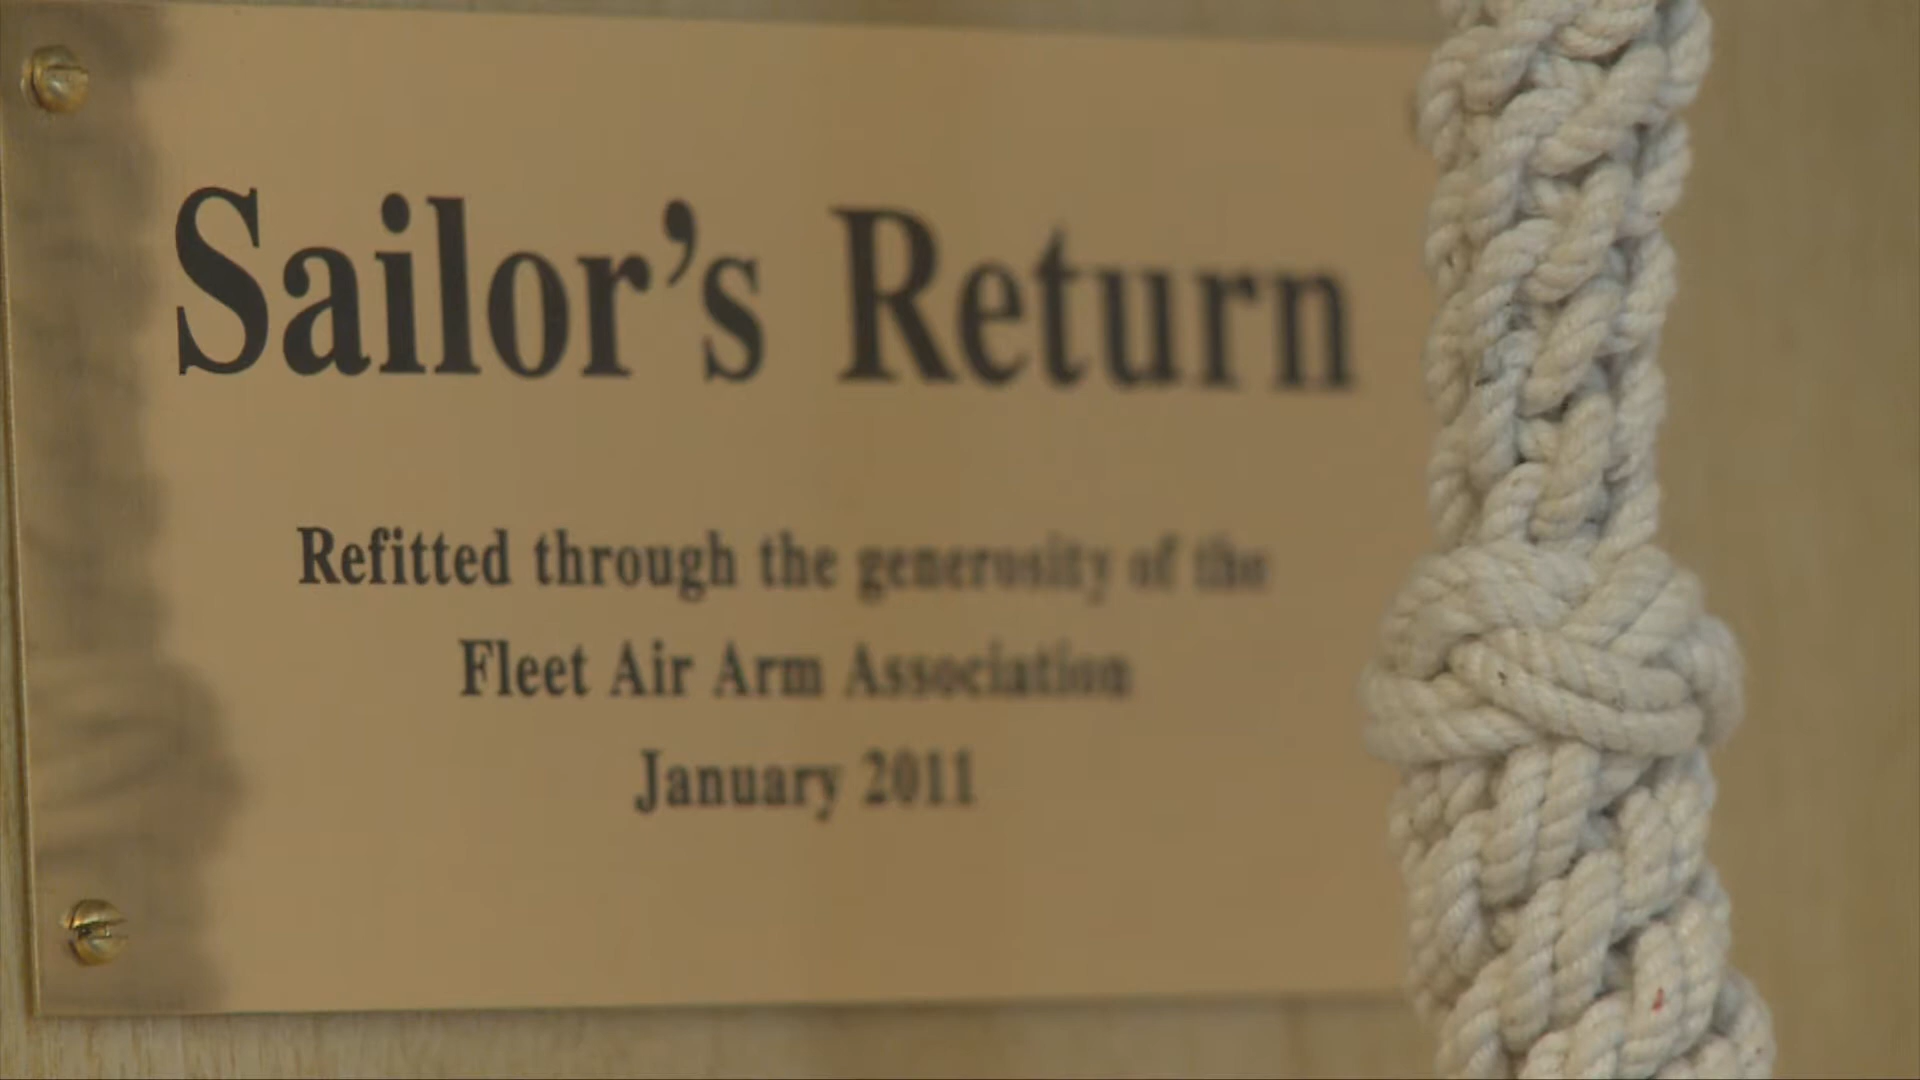 Sailor’s Return
Refitted through the generosity of the
Fleet Air Arm Association
January 2011